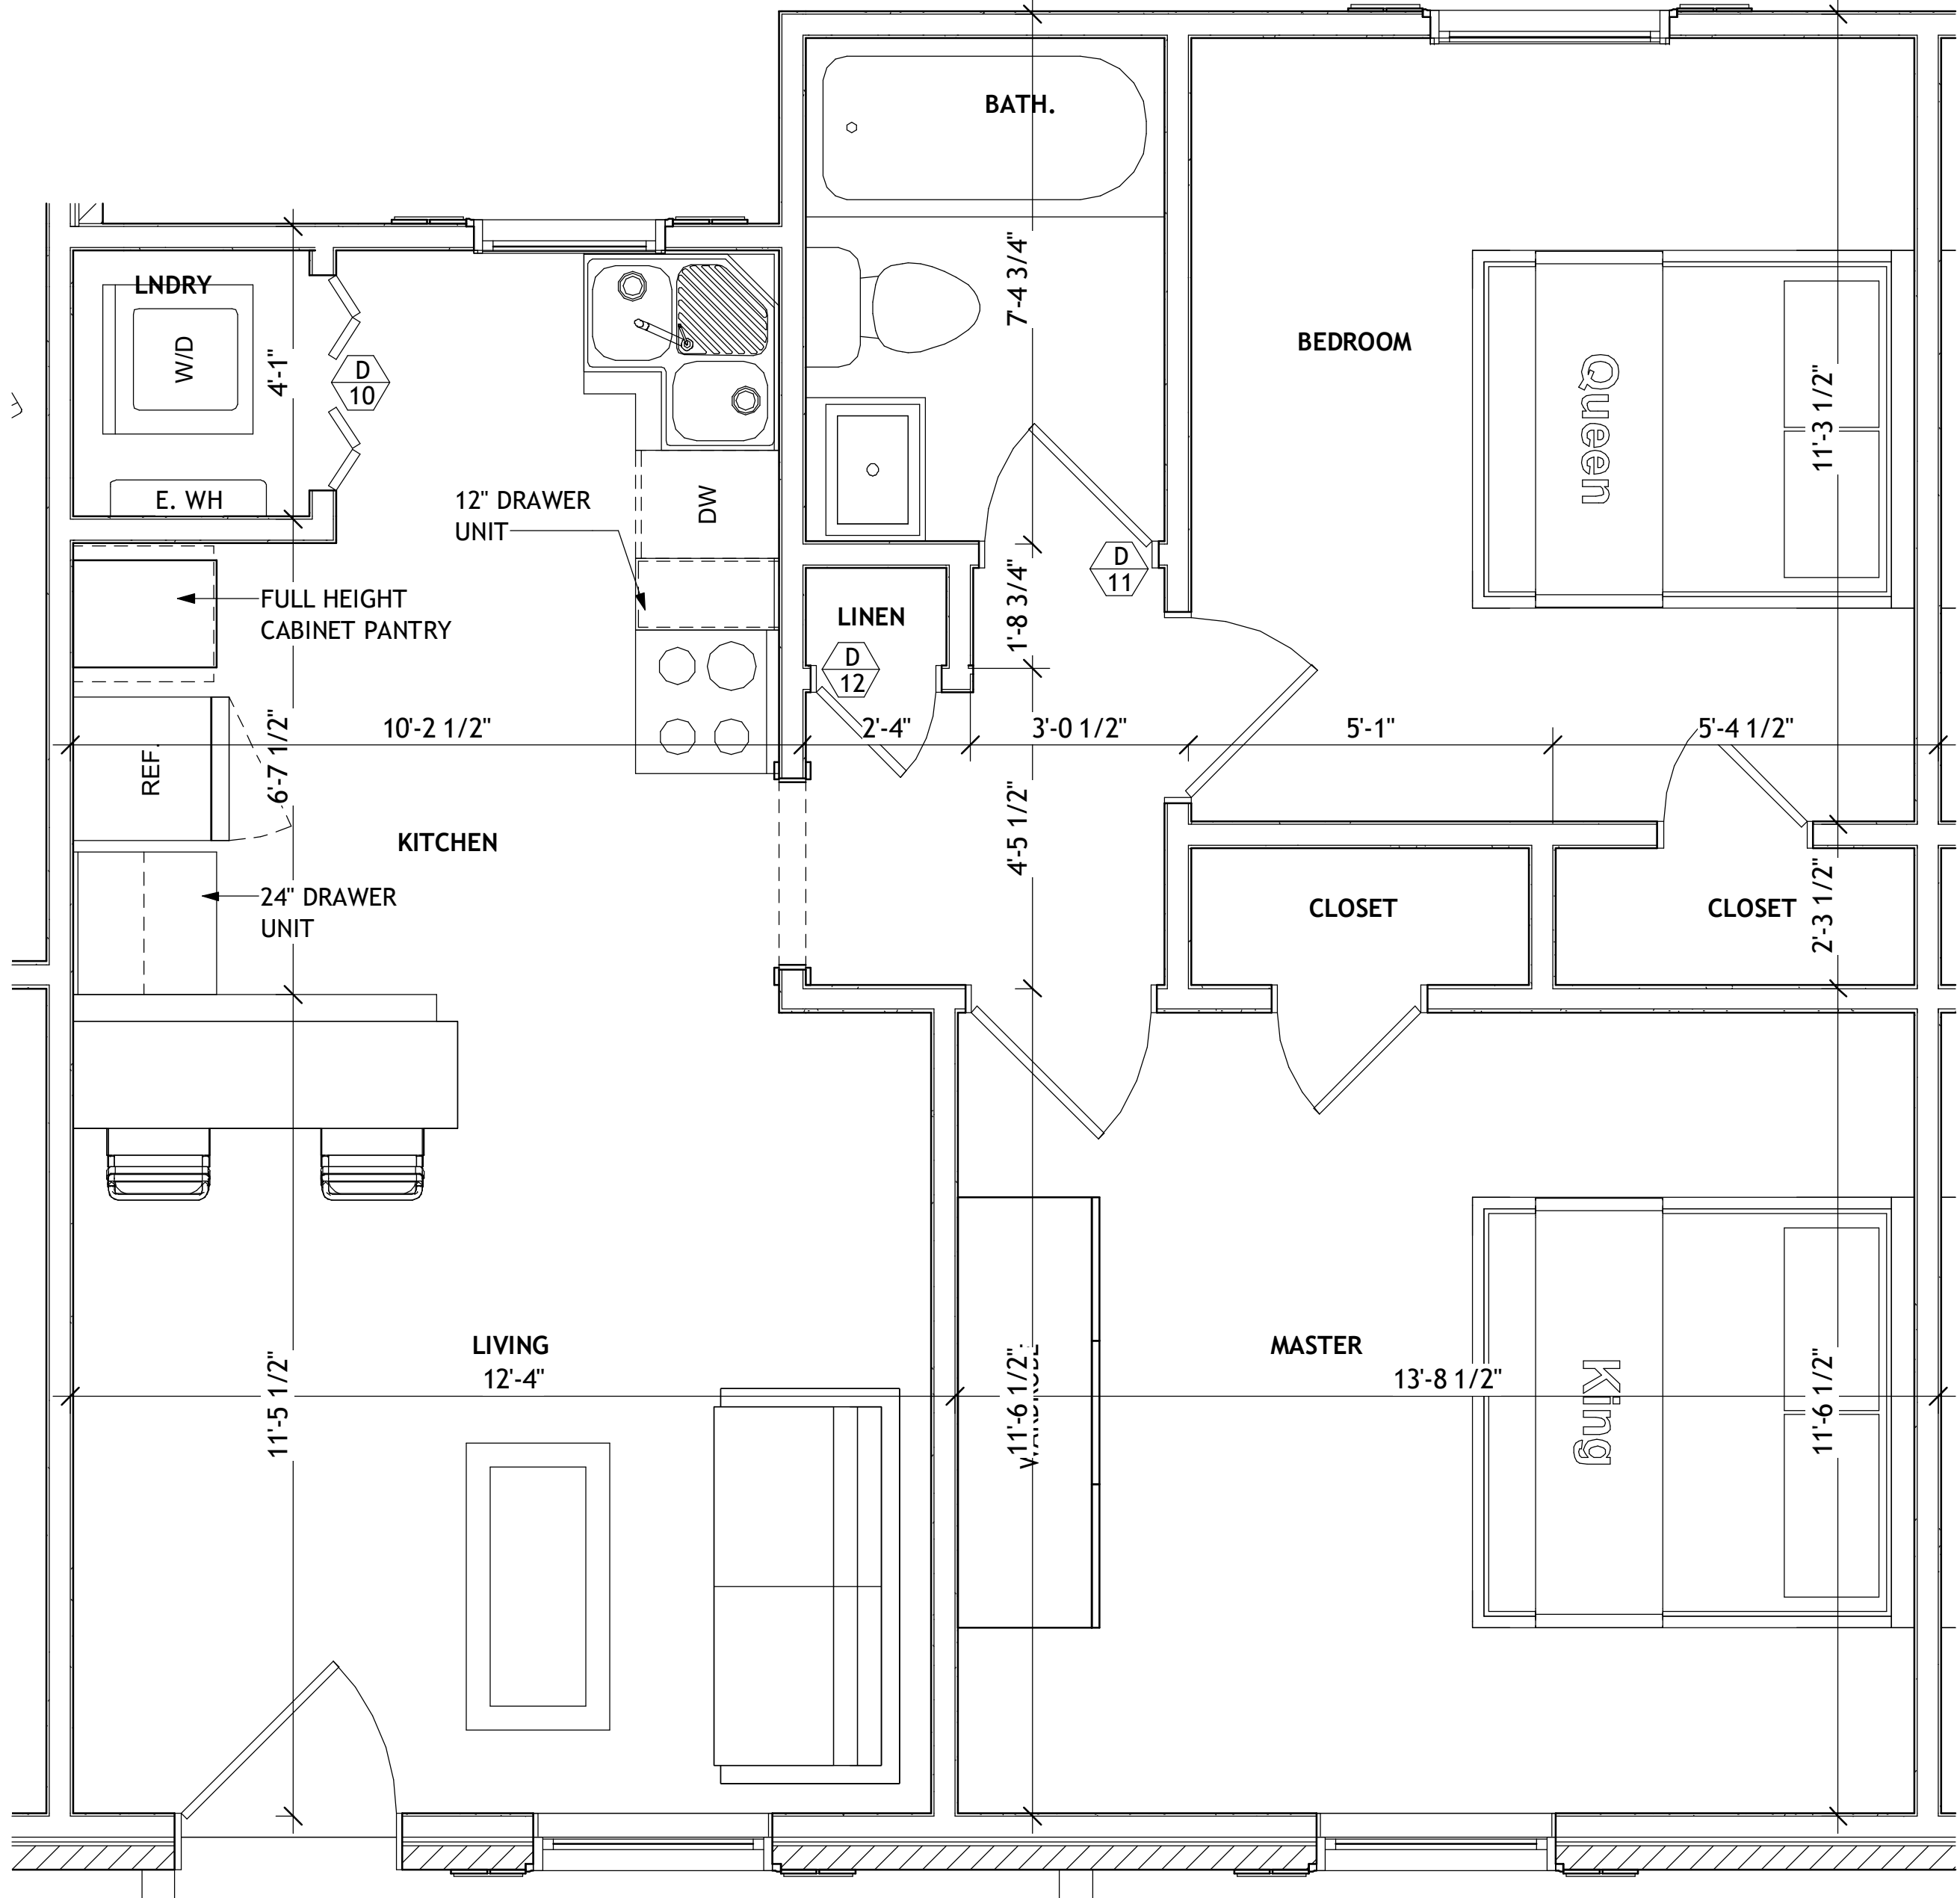 BATH.
LNDRY
W/D
4'-1"
D
10
E. WH
7'-4 3/4"
BEDROOM
Queen
11'-3 1/2"
12" DRAWER
UNIT
DW
D
11
FULL HEIGHT
CABINET PANTRY
LINEN
D
12
1'-8 3/4"
10'-2 1/2"
2'-4"
3'-0 1/2"
5'-1"
5'-4 1/2"
REF.
6'-7 1/2"
KITCHEN
4'-5 1/2"
24" DRAWER
UNIT
CLOSET
CLOSET
2'-3 1/2"
LIVING
12'-4"
11'-5 1/2"
11'-6 1/2"
MASTER
13'-8 1/2"
King
11'-6 1/2"